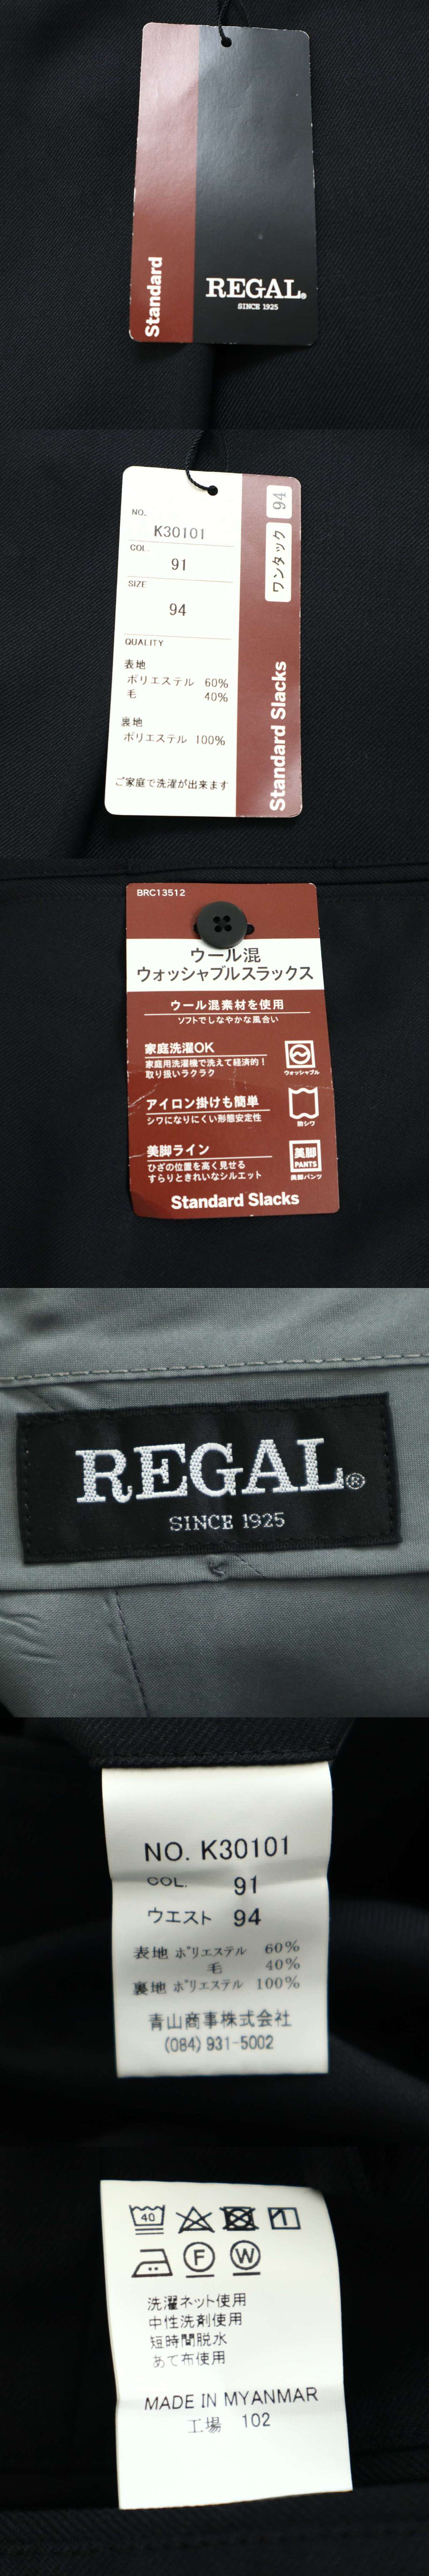 Standard
REGAL®
SINCE 1925
NO.
K30101
COL.
91
SIZE
94
QUALITY
表地
ポリエステル 60%
毛 40%
裏地
ポリエステル 100%
ご家庭で洗濯が出来ます
94
ワンタック
Standard Slacks
BRC13512
ウール混
ウォッシャブルスラックス
ウール混素材を使用
ソフトでしなやかな風合い
家庭洗濯OK
家庭用洗濯機で洗えて経済的！
取り扱いラクラク
ウォッシャブル
アイロン掛けも簡単
シワになりにくい形態安定性
防シワ
美脚ライン
ひざの位置を高く見せる
すらりときれいなシルエット
美脚
PANTS
美脚パンツ
Standard Slacks
REGAL®
SINCE 1925
NO. K30101
COL. 91
ウエスト 94
表地 ポリエステル 60%
毛 40%
裏地 ポリエステル 100%
青山商事株式会社
(084) 931-5002
40
F W
洗濯ネット使用
中性洗剤使用
短時間脱水
あて布使用
MADE IN MYANMAR
工場 102